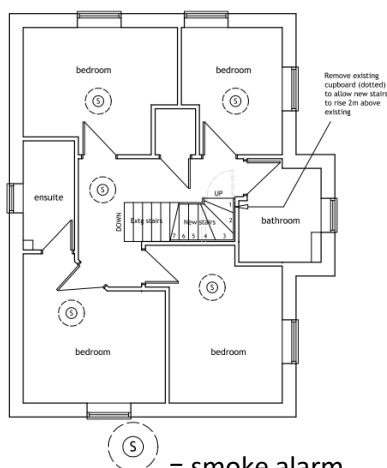 bedroom
bedroom
S
S
Remove existing
cupboard (dotted)
to allow new stairs
to rise 2m above
existing
S
ensuite
UP
DOWN
Extg stairs
New stairs
1
2
3
4
5
6
7
bathroom
S
S
bedroom
bedroom
S
= smoke alarm